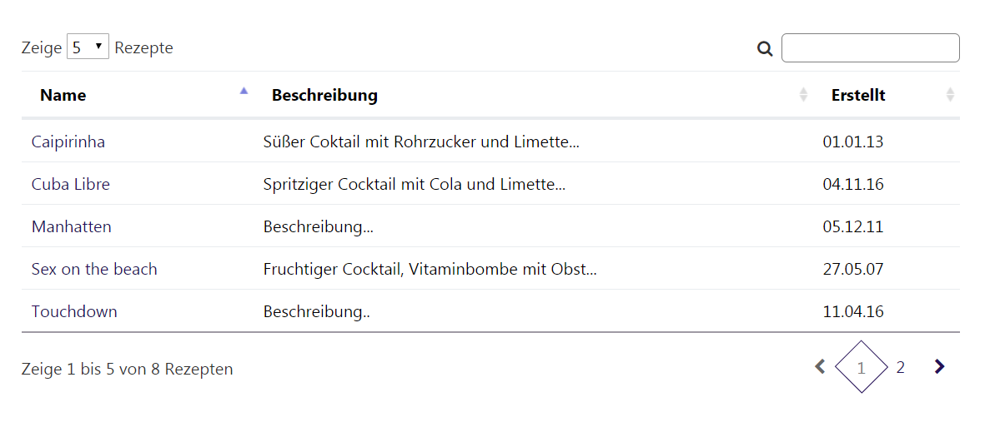 Zeige 5 Rezepte
Name Beschreibung Erstellt
Caipirinha Süßer Coktail mit Rohrzucker und Limette... 01.01.13
Cuba Libre Spritziger Cocktail mit Cola und Limette... 04.11.16
Manhatten Beschreibung... 05.12.11
Sex on the beach Fruchtiger Cocktail, Vitaminbombe mit Obst... 27.05.07
Touchdown Beschreibung.. 11.04.16
Zeige 1 bis 5 von 8 Rezepten 1 2